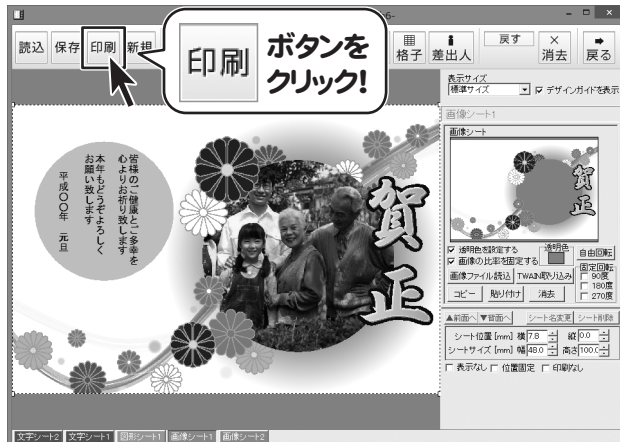 -6-
読込 保存 印刷 新規
印刷
ボタンを
クリック!
格子 差出人 戻す 消去 戻る
表示サイズ
標準サイズ デザインガイドを表示
画像シート1
画像シート
賀正
透明色を設定する 透明色 自由回転
画像の比率を固定する 固定回転
画像ファイル読込 TWAIN取り込み 90度
180度
コピー 貼り付け 消去 270度
▲前面へ ▼背面へ シート名変更 シート削除
シート位置 [mm] 横 7.8 縦 0.0
シートサイズ [mm] 幅 48.0 高さ 100.0
表示なし 位置固定 印刷なし
皆様のご健康とご多幸を
心よりお祈り致します
本年もどうぞよろしく
お願い致します
平成〇〇年 元旦
賀正
文字シート2 文字シート1 図形シート1 画像シート1 画像シート2